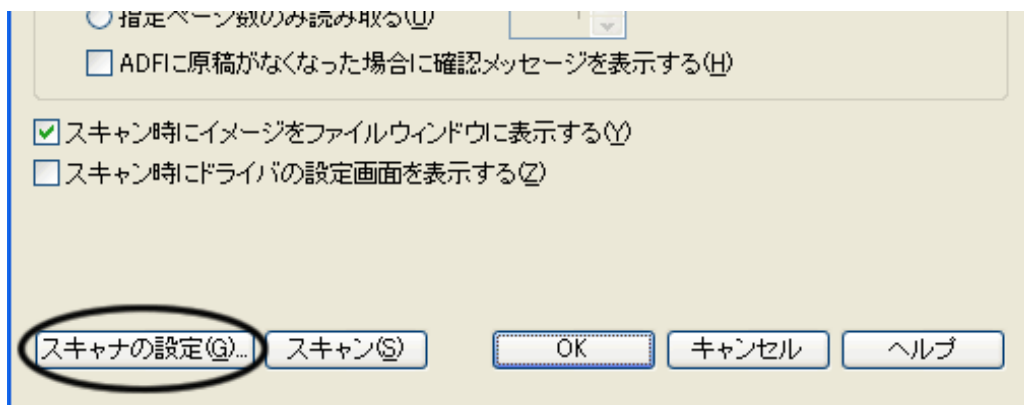 指定ページ数のみ読み取る(U) 1
ADFに原稿がなくなった場合に確認メッセージを表示する(H)
スキャン時にイメージをファイルウィンドウに表示する(Y)
スキャン時にドライバの設定画面を表示する(Z)
スキャナの設定(G)... スキャン(S) OK キャンセル ヘルプ